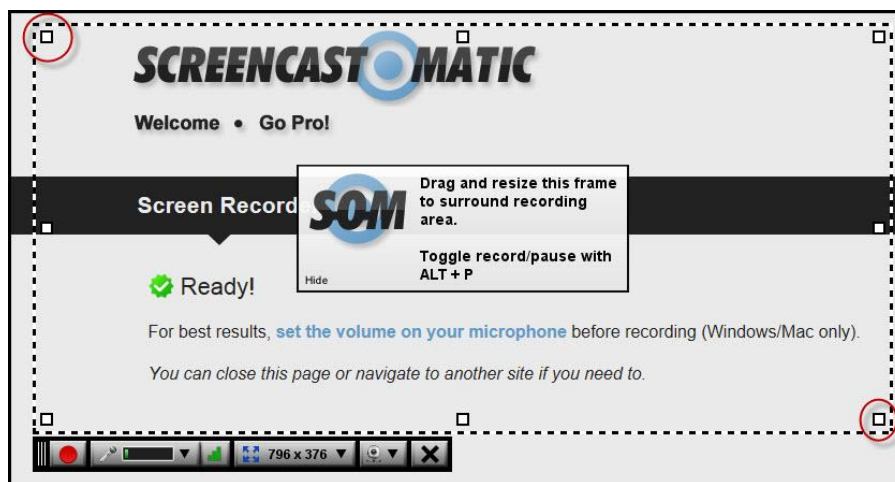 SCREENCAST MATIC
Welcome • Go Pro!
Screen Recorde
SOM
Drag and resize this frame
to surround recording
area.
Toggle record/pause with
ALT + P
Hide
Ready!
For best results, set the volume on your microphone before recording (Windows/Mac only).
You can close this page or navigate to another site if you need to.
796 x 376